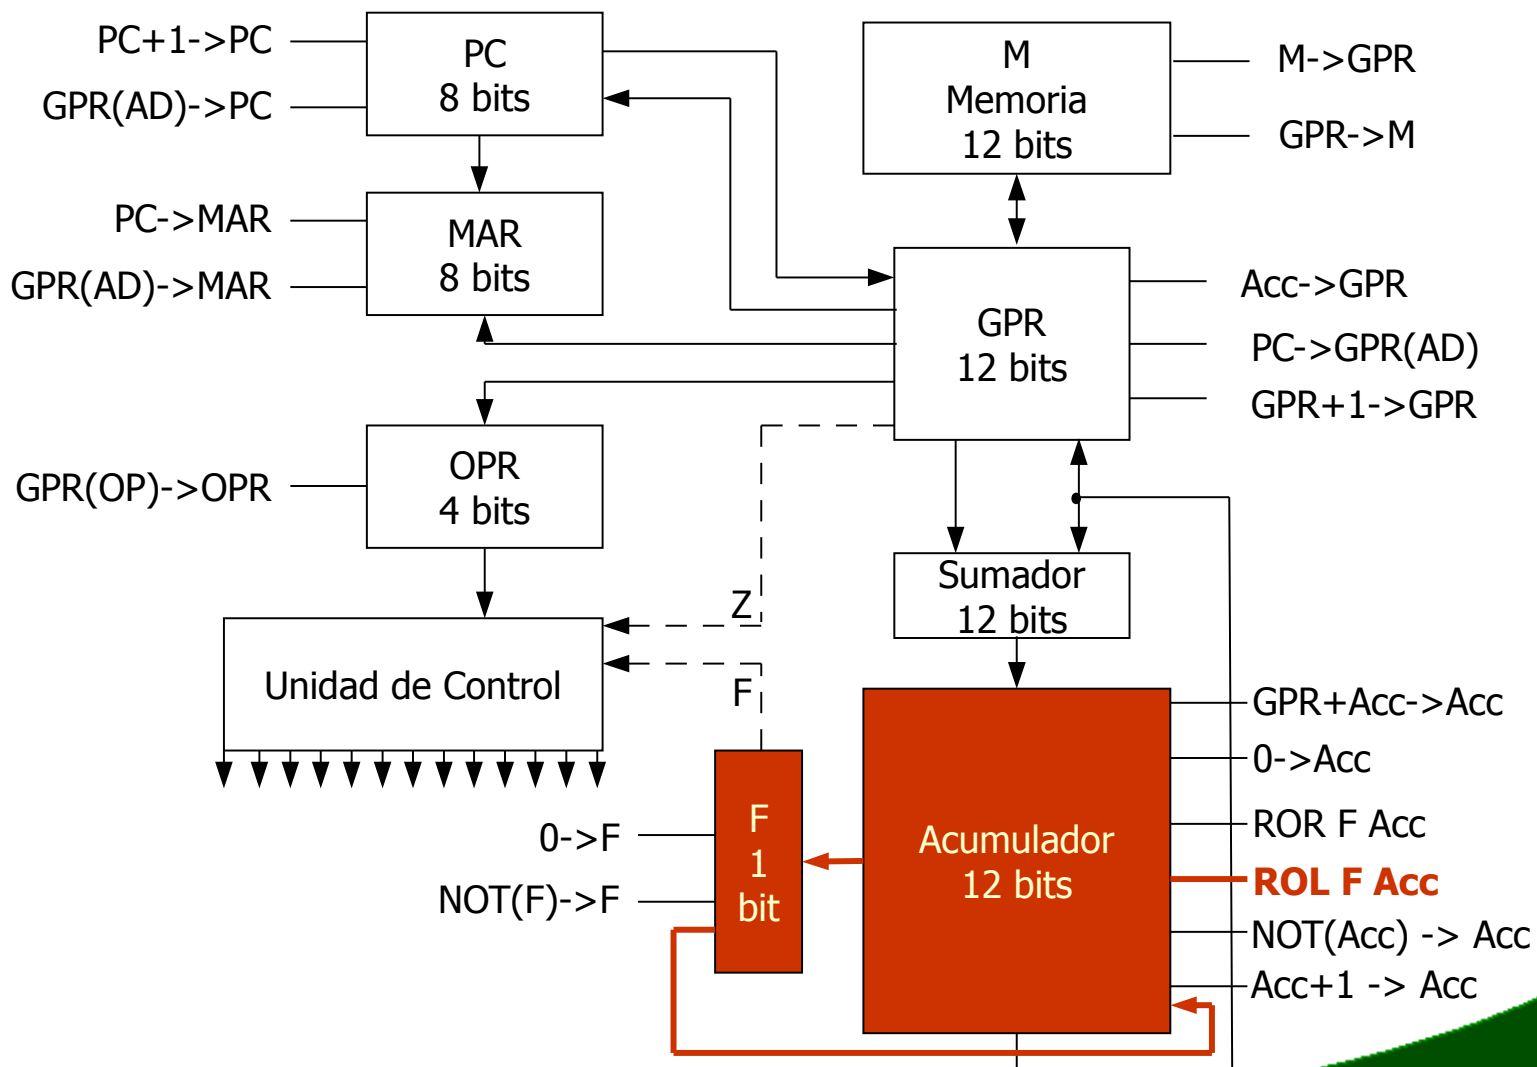 PC+1->PC
GPR(AD)->PC
PC
8 bits
M
Memoria
12 bits
M->GPR
GPR->M
PC->MAR
GPR(AD)->MAR
MAR
8 bits
GPR
12 bits
Acc->GPR
PC->GPR(AD)
GPR+1->GPR
GPR(OP)->OPR
OPR
4 bits
Sumador
12 bits
Z
F
Unidad de Control
0->F
NOT(F)->F
F
1
bit
Acumulador
12 bits
GPR+Acc->Acc
0->Acc
ROR F Acc
ROL F Acc
NOT(Acc) -> Acc
Acc+1 -> Acc